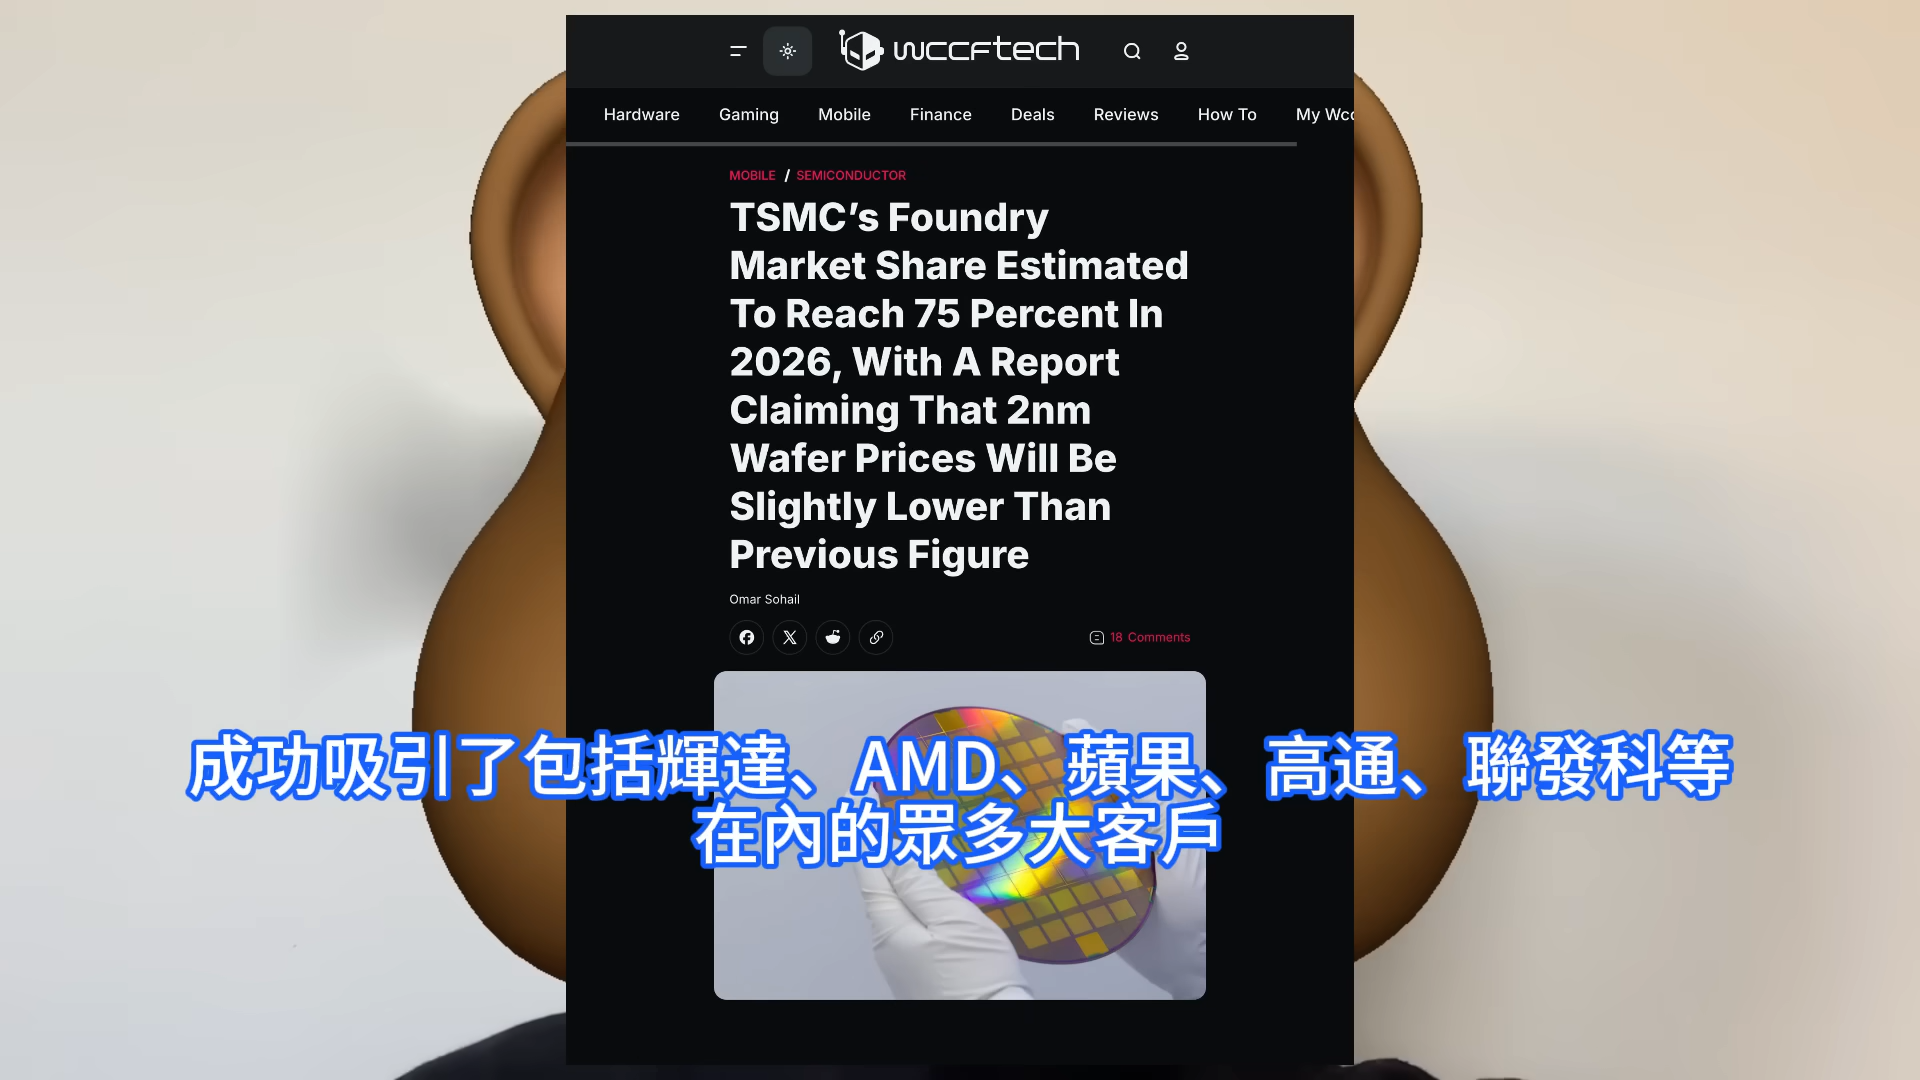 wccftech
Hardware Gaming Mobile Finance Deals Reviews How To My Wcc
MOBILE / SEMICONDUCTOR
TSMC’s Foundry
Market Share Estimated
To Reach 75 Percent In
2026, With A Report
Claiming That 2nm
Wafer Prices Will Be
Slightly Lower Than
Previous Figure
Omar Sohail
18 Comments
成功吸引了包括輝達、AMD、蘋果、高通、聯發科等
在內的眾多大客戶